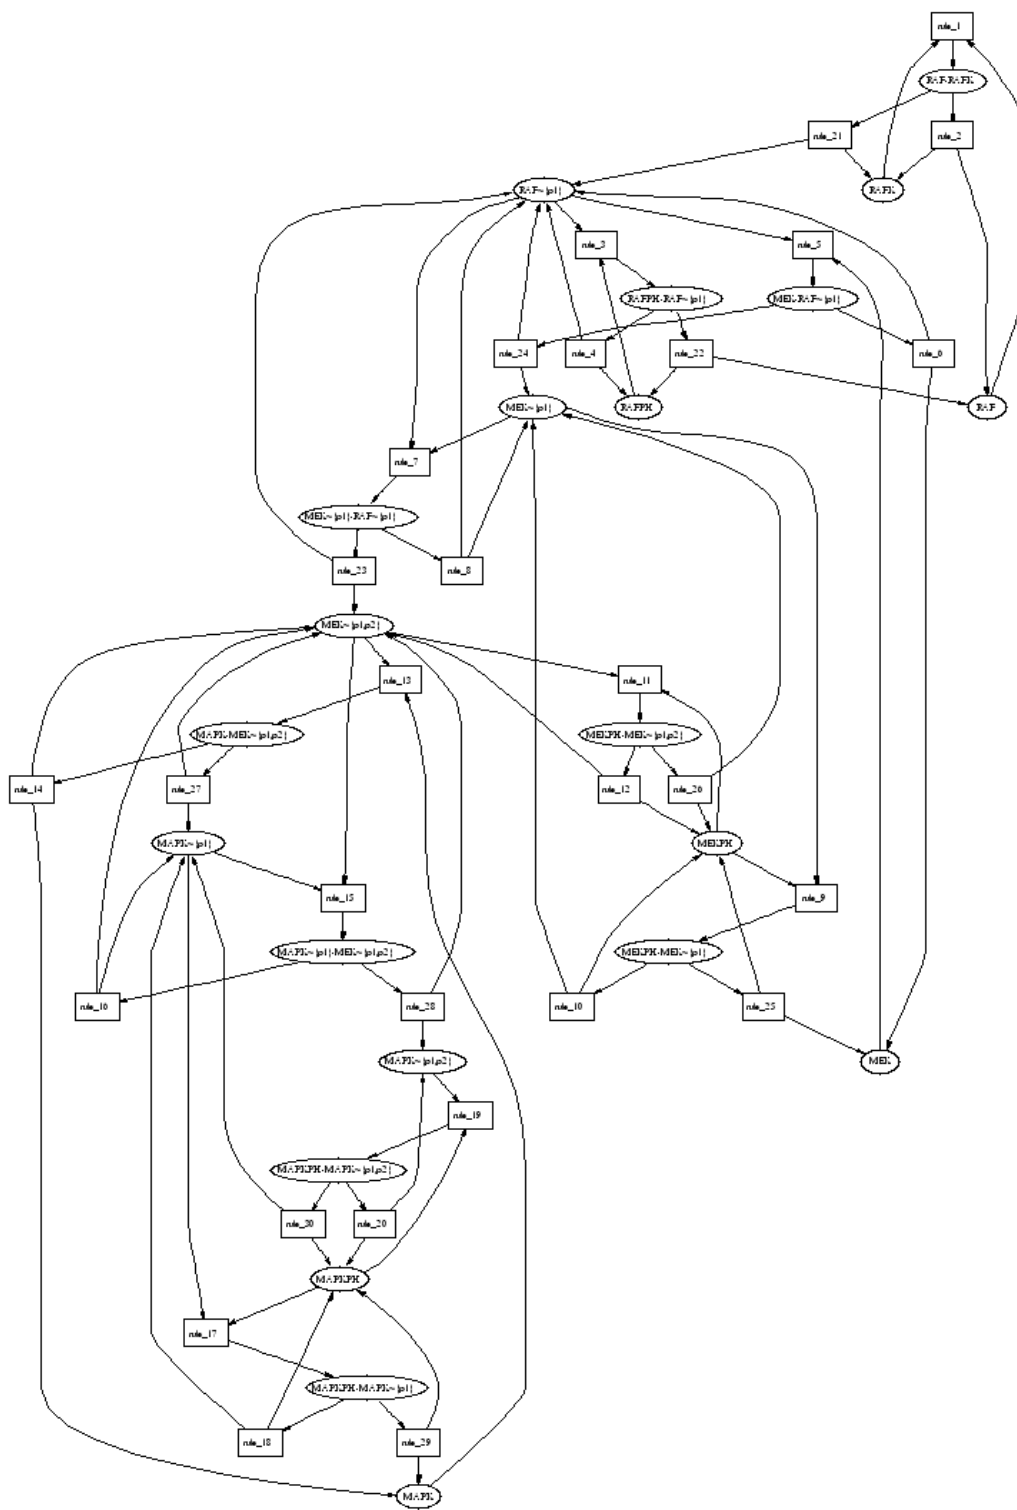 rule_1
RAF-RAFK
rule_21
rule_2
RAFK
RAF~{p1}
rule_3
rule_5
RAFPH-RAF~{p1}
MEK-RAF~{p1}
rule_24
rule_4
rule_22
rule_6
MEK~{p1}
RAFPH
RAF
rule_7
MEK~{p1}-RAF~{p1}
rule_23
rule_8
MEK~{p1,p2}
rule_13
rule_11
MAPK-MEK~{p1,p2}
MEKPH-MEK~{p1,p2}
rule_14
rule_27
rule_12
rule_26
MAPK~{p1}
MEKPH
rule_15
rule_9
MAPK~{p1}-MEK~{p1,p2}
MEKPH-MEK~{p1}
rule_16
rule_28
rule_10
rule_25
MAPK~{p1,p2}
MEK
rule_19
MAPKPH-MAPK~{p1,p2}
rule_30
rule_20
MAPKPH
rule_17
MAPKPH-MAPK~{p1}
rule_18
rule_29
MAPK